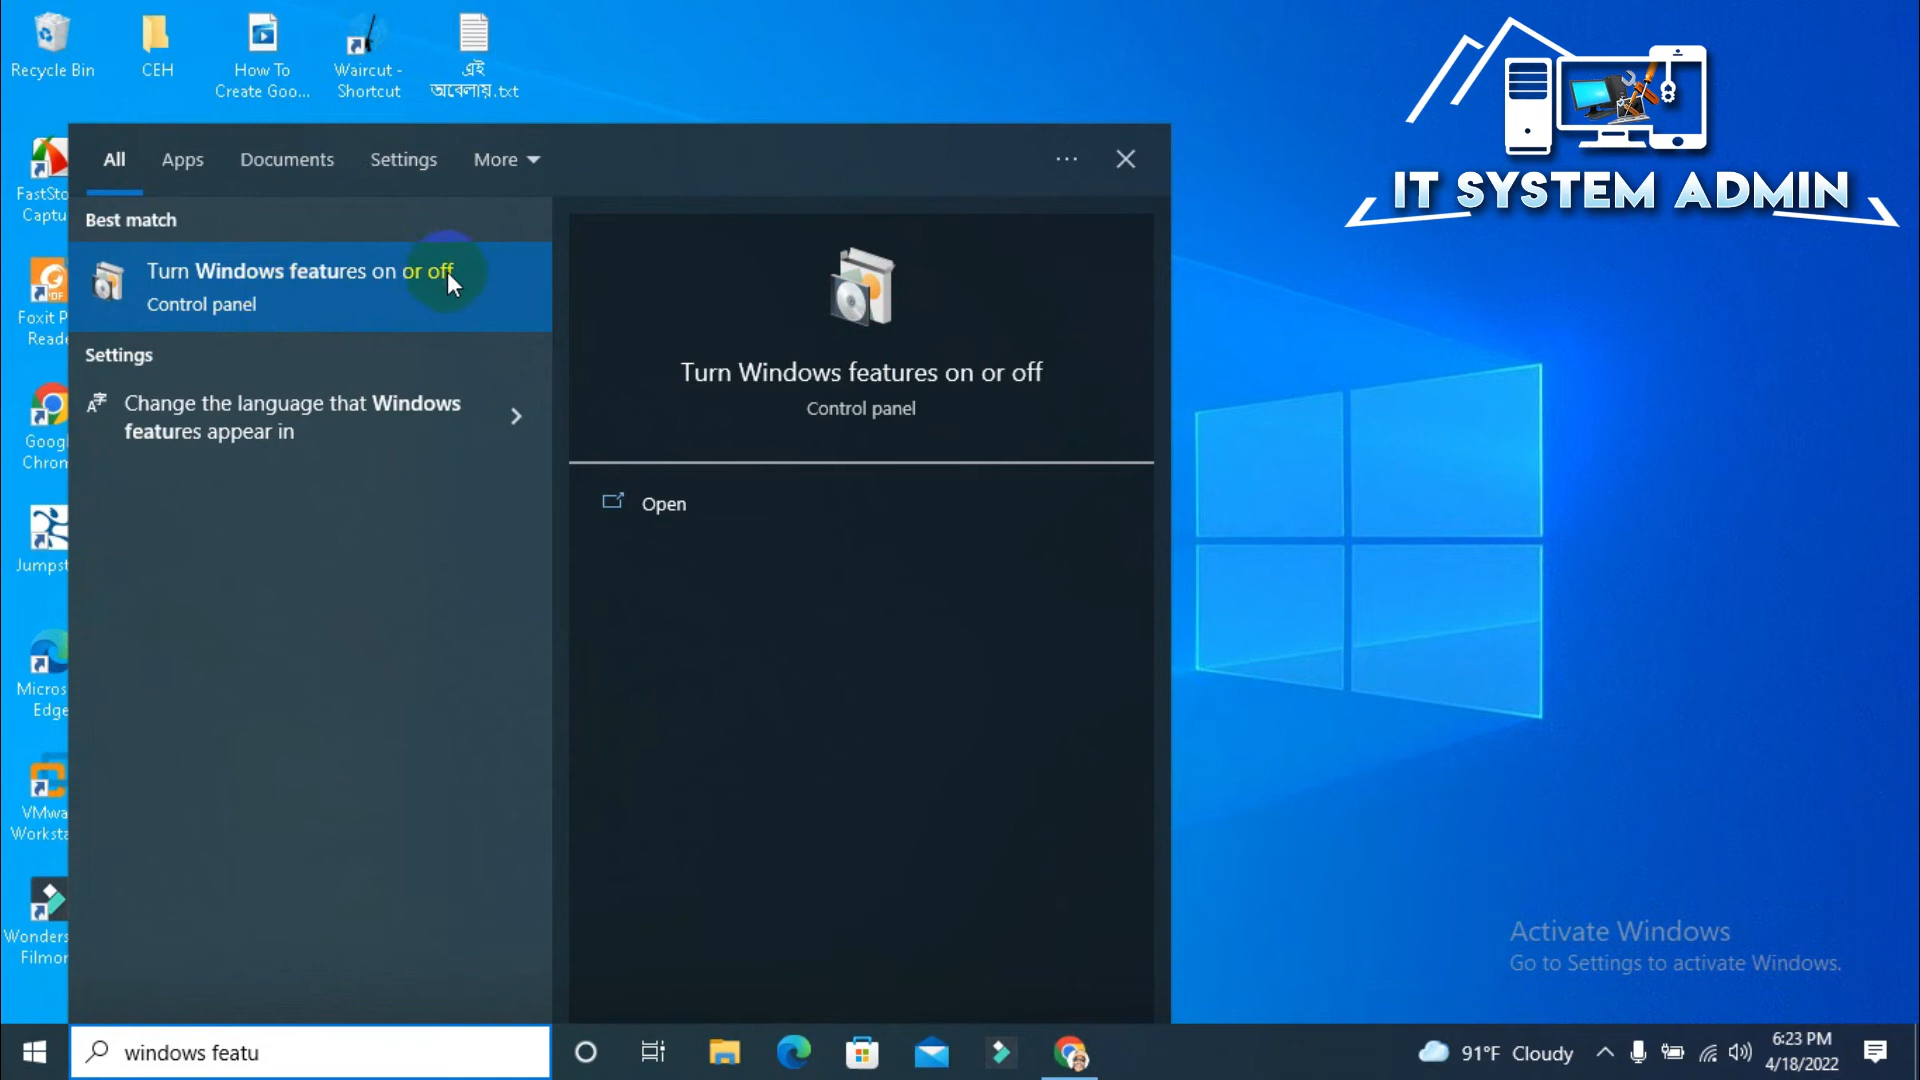 Recycle Bin
CEH
How To
Create Goo...
Waircut -
Shortcut
এই
অবেলায়.txt
IT SYSTEM ADMIN
FastSto
Captu
Foxit P
Reade
Goog
Chrom
Jumpst
Micros
Edge
VMwa
Worksta
Wonders
Filmor
All
Apps
Documents
Settings
More
Best match
Turn Windows features on or off
Control panel
Settings
Change the language that Windows
features appear in
Turn Windows features on or off
Control panel
Open
Activate Windows
Go to Settings to activate Windows.
windows featu
91°F Cloudy
6:23 PM
4/18/2022